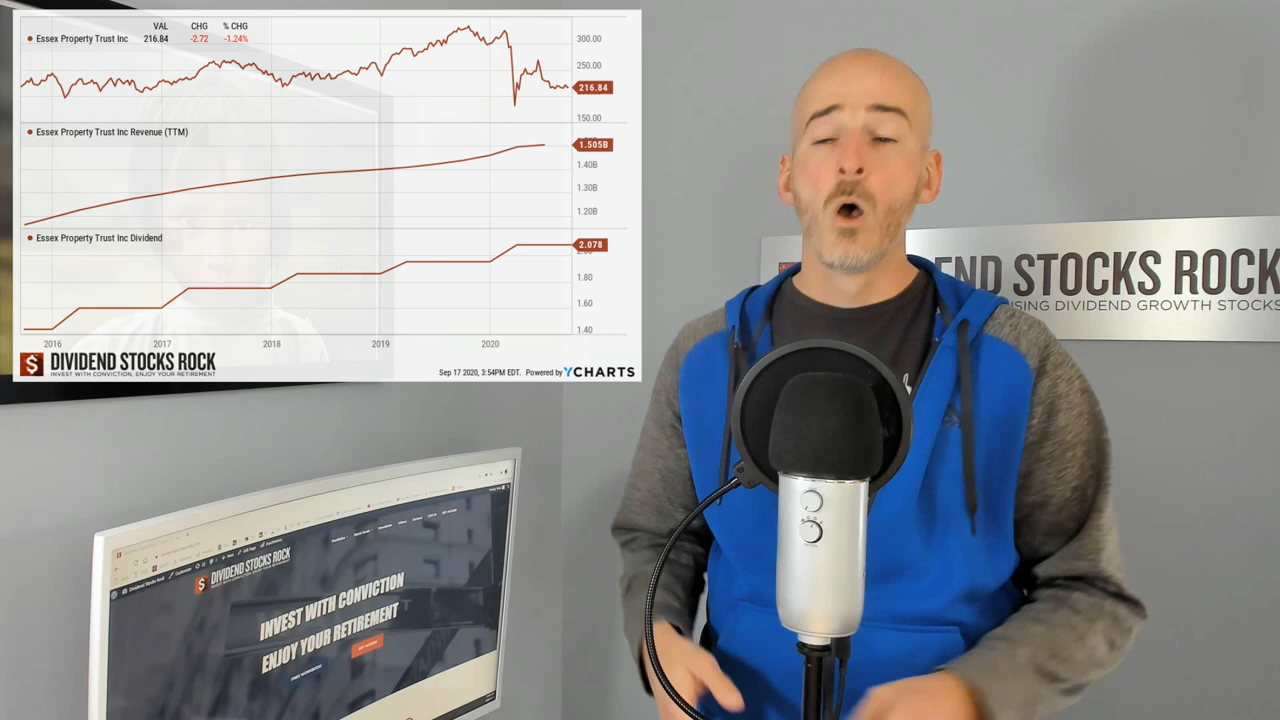 VAL CHG % CHG
Essex Property Trust Inc 216.84 -2.72 -1.24%
300.00
250.00
216.84
150.00
Essex Property Trust Inc Revenue (TTM)
1.505B
1.40B
1.30B
1.20B
Essex Property Trust Inc Dividend
2.078
1.80
1.60
1.40
2016 2017 2018 2019 2020
DIVIDEND STOCKS ROCK
INVEST WITH CONVICTION, ENJOY YOUR RETIREMENT
Sep 17 2020, 3:54PM EDT. Powered by YCHARTS
END STOCKS ROCK
ISING DIVIDEND GROWTH STOCKS
Dividend Stocks Rock Customize
DIVIDEND STOCKS ROCK
INVEST WITH CONVICTION
ENJOY YOUR RETIREMENT